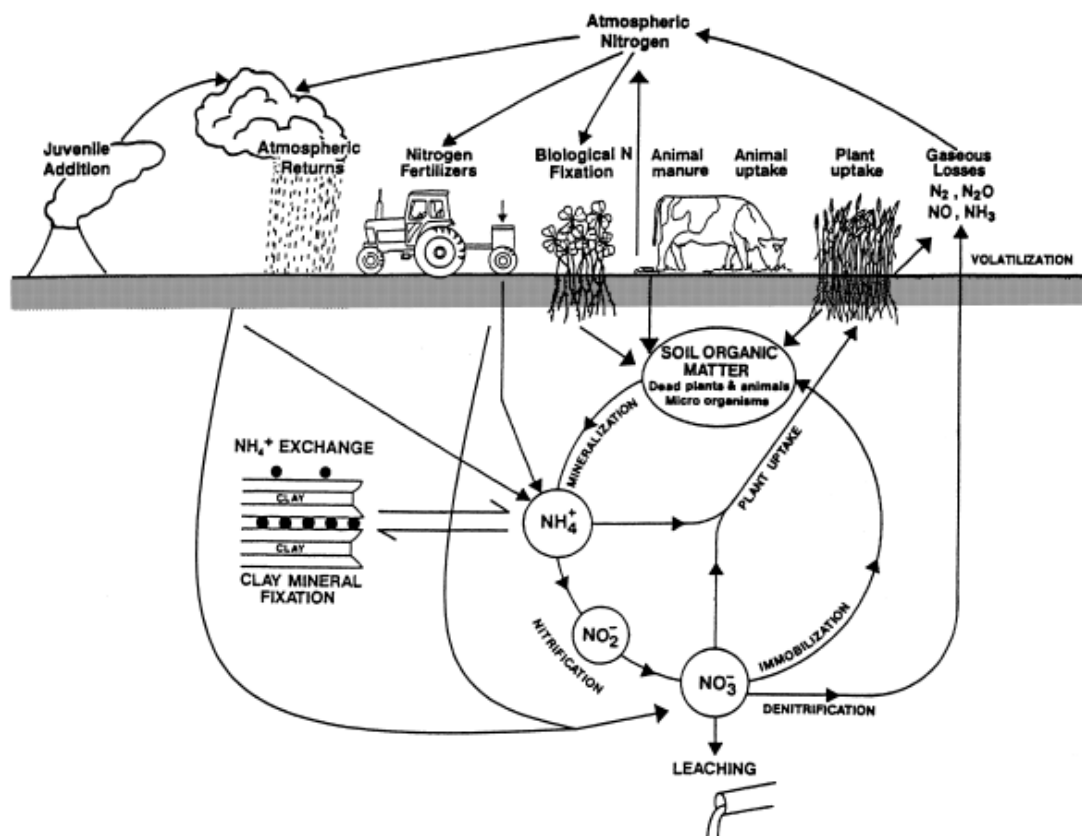 Atmospheric
Nitrogen
Juvenile
Addition
Atmospheric
Returns
Nitrogen
Fertilizers
Biological N
Fixation
Animal
manure
Animal
uptake
Plant
uptake
Gaseous
Losses
N₂ , N₂O
NO, NH₃
VOLATILIZATION
SOIL ORGANIC
MATTER
Dead plants & animals
Micro organisms
MINERALIZATION
PLANT UPTAKE
NH₄⁺ EXCHANGE
CLAY
CLAY
CLAY MINERAL
FIXATION
NH₄⁺
NO₂⁻
NITRIFICATION
NO₃⁻
IMMOBILIZATION
DENITRIFICATION
LEACHING